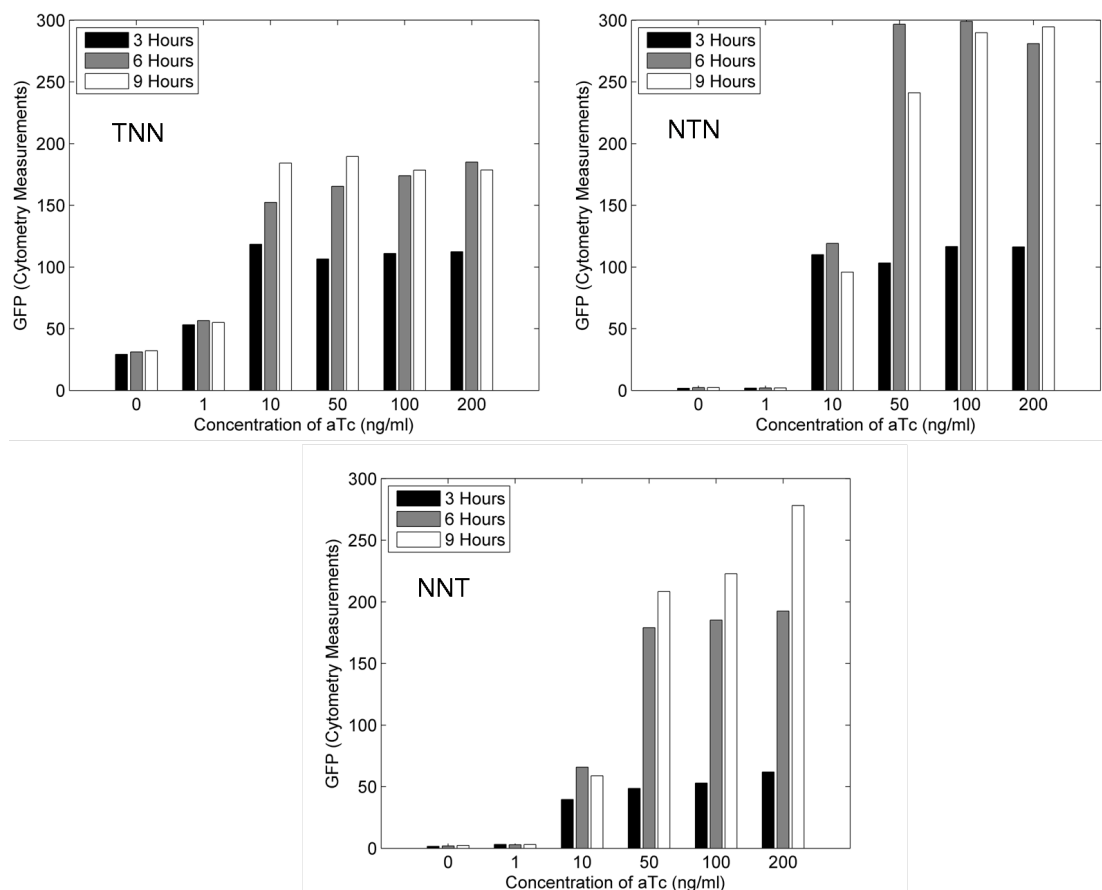 300
250
200
150
100
50
0
GFP (Cytometry Measurements)
3 Hours
6 Hours
9 Hours
TNN
0 1 10 50 100 200
Concentration of aTc (ng/ml)
300
250
200
150
100
50
0
GFP (Cytometry Measurements)
3 Hours
6 Hours
9 Hours
NTN
0 1 10 50 100 200
Concentration of aTc (ng/ml)
300
250
200
150
100
50
0
GFP (Cytometry Measurements)
3 Hours
6 Hours
9 Hours
NNT
0 1 10 50 100 200
Concentration of aTc (ng/ml)